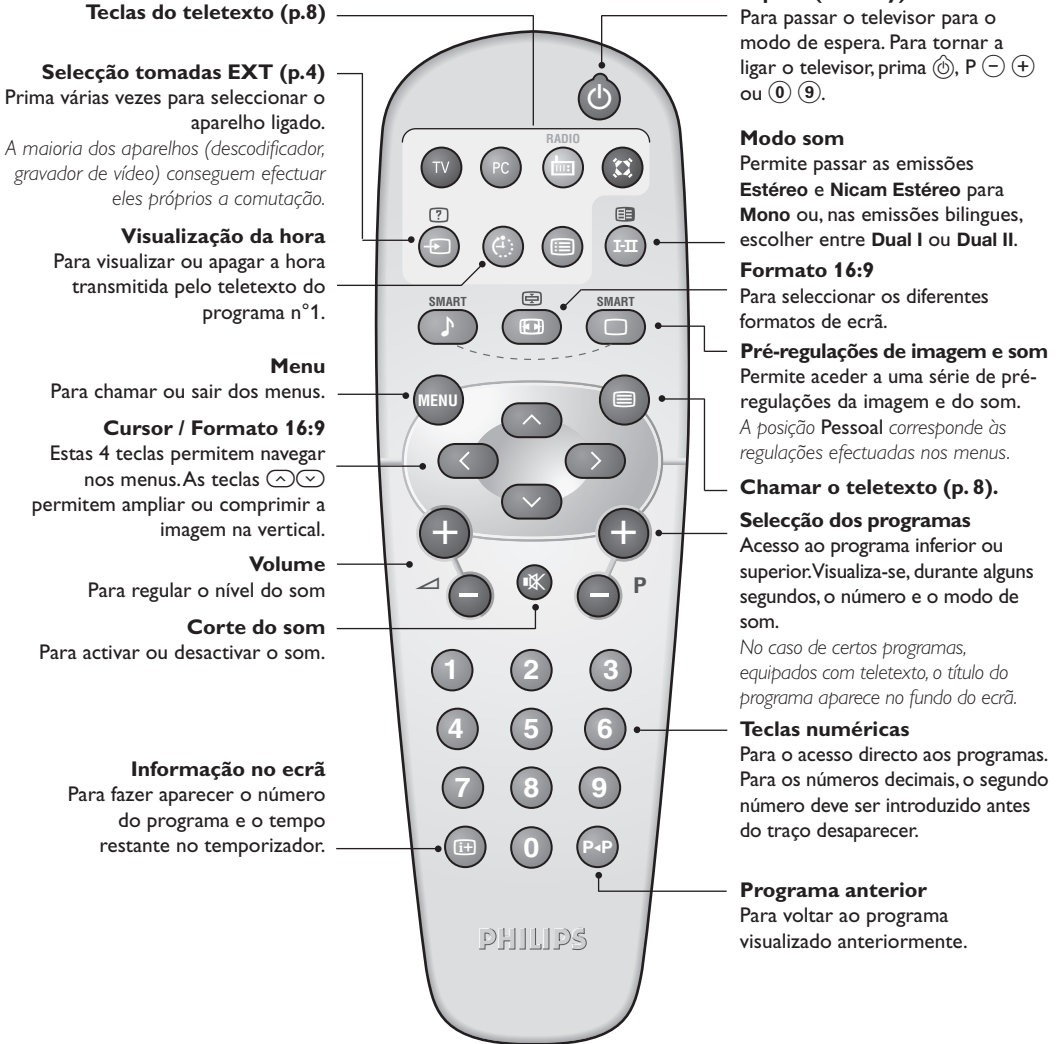 Teclas do teletexto (p.8)
Selecção tomadas EXT (p.4)
Prima várias vezes para seleccionar o
aparelho ligado.
A maioria dos aparelhos (descodificador,
gravador de vídeo) conseguem efectuar
eles próprios a comutação.
Visualização da hora
Para visualizar ou apagar a hora
transmitida pelo teletexto do
programa n°1.
Menu
Para chamar ou sair dos menus.
Cursor / Formato 16:9
Estas 4 teclas permitem navegar
nos menus. As teclas
permitem ampliar ou comprimir a
imagem na vertical.
Volume
Para regular o nível do som
Corte do som
Para activar ou desactivar o som.
Informação no ecrã
Para fazer aparecer o número
do programa e o tempo
restante no temporizador.
RADIO
TV PC
?
I-II
SMART SMART
MENU
+ +
− − P
1 2 3
4 5 6
7 8 9
i+ 0 P◂P
PHILIPS
Para passar o televisor para o
modo de espera. Para tornar a
ligar o televisor, prima , P − +
ou 0 9.
Modo som
Permite passar as emissões
Estéreo e Nicam Estéreo para
Mono ou, nas emissões bilingues,
escolher entre Dual I ou Dual II.
Formato 16:9
Para seleccionar os diferentes
formatos de ecrã.
Pré-regulações de imagem e som
Permite aceder a uma série de pré-
regulações da imagem e do som.
A posição Pessoal corresponde às
regulações efectuadas nos menus.
Chamar o teletexto (p. 8).
Selecção dos programas
Acesso ao programa inferior ou
superior. Visualiza-se, durante alguns
segundos, o número e o modo de
som.
No caso de certos programas,
equipados com teletexto, o título do
programa aparece no fundo do ecrã.
Teclas numéricas
Para o acesso directo aos programas.
Para os números decimais, o segundo
número deve ser introduzido antes
do traço desaparecer.
Programa anterior
Para voltar ao programa
visualizado anteriormente.